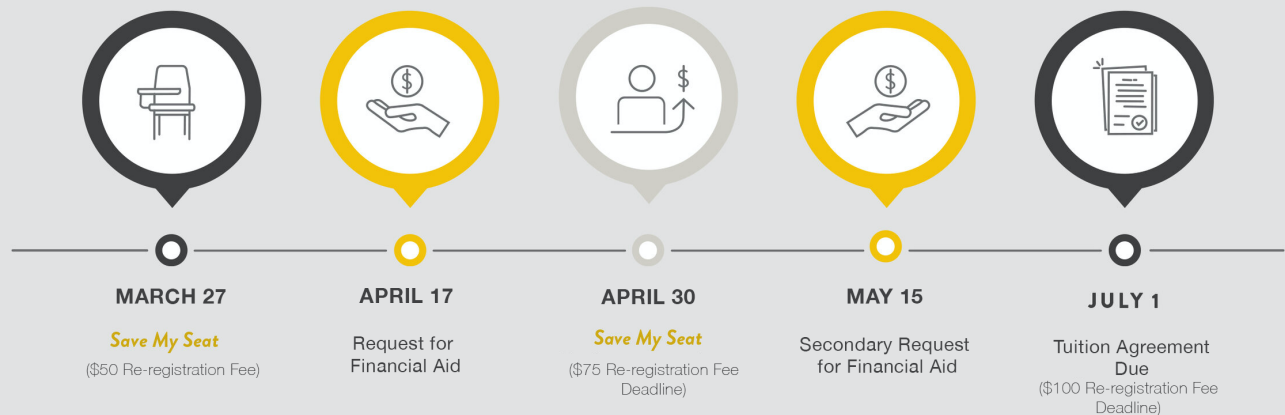 MARCH 27
Save My Seat
($50 Re-registration Fee)
APRIL 17
Request for
Financial Aid
APRIL 30
Save My Seat
($75 Re-registration Fee
Deadline)
MAY 15
Secondary Request
for Financial Aid
JULY 1
Tuition Agreement
Due
($100 Re-registration Fee
Deadline)
$
$
$